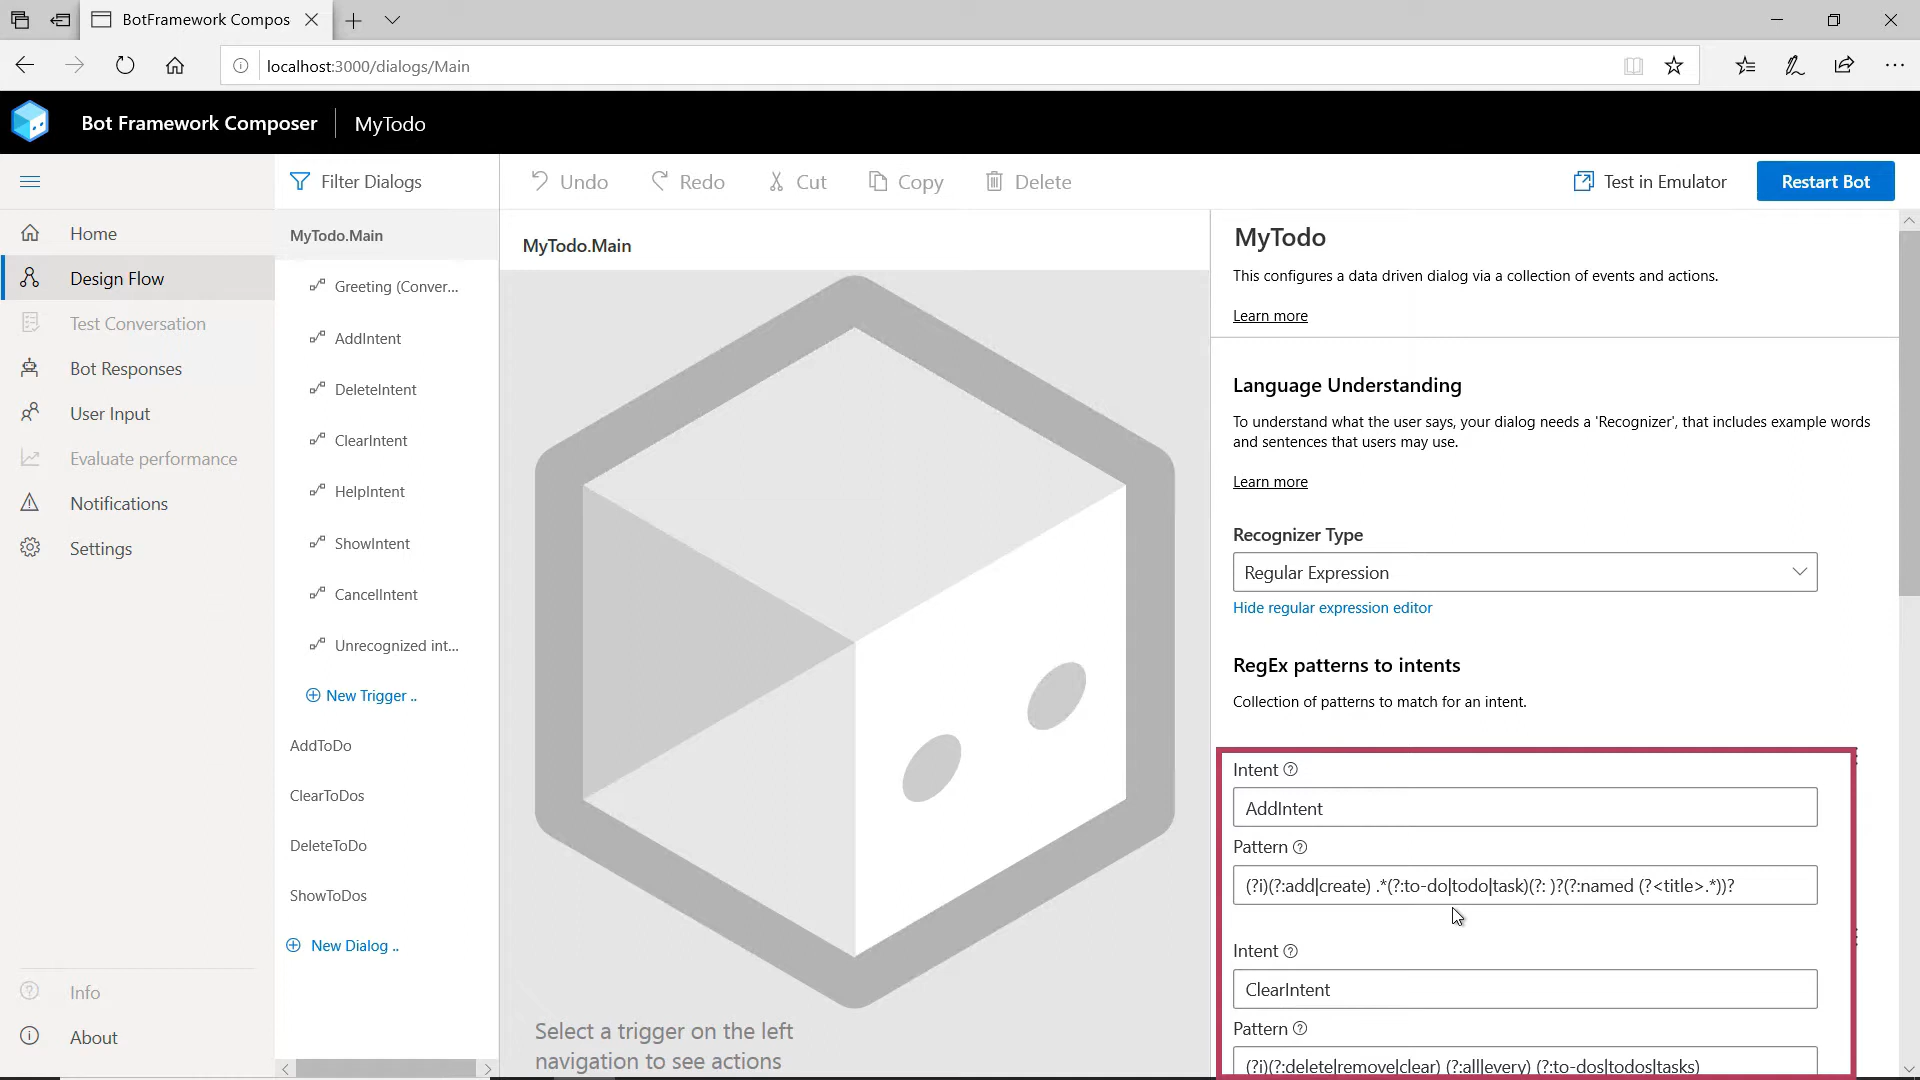 BotFramework Compos
localhost:3000/dialogs/Main
Bot Framework Composer
MyTodo
Filter Dialogs
Undo
Redo
Cut
Copy
Delete
Test in Emulator
Restart Bot
Home
Design Flow
Test Conversation
Bot Responses
User Input
Evaluate performance
Notifications
Settings
Info
About
MyTodo.Main
Greeting (Conver...
AddIntent
DeleteIntent
ClearIntent
HelpIntent
ShowIntent
CancelIntent
Unrecognized int...
New Trigger ..
AddToDo
ClearToDos
DeleteToDo
ShowToDos
New Dialog ..
MyTodo.Main
Select a trigger on the left
navigation to see actions
MyTodo
This configures a data driven dialog via a collection of events and actions.
Learn more
Language Understanding
To understand what the user says, your dialog needs a 'Recognizer', that includes example words
and sentences that users may use.
Learn more
Recognizer Type
Regular Expression
Hide regular expression editor
RegEx patterns to intents
Collection of patterns to match for an intent.
Intent
AddIntent
Pattern
(?i)(?:add|create) .*(?:to-do|todo|task)(?: )?(?:named (?<title>.*))?
Intent
ClearIntent
Pattern
(?i)(?:delete|remove|clear) (?:all|every) (?:to-dos|todos|tasks)